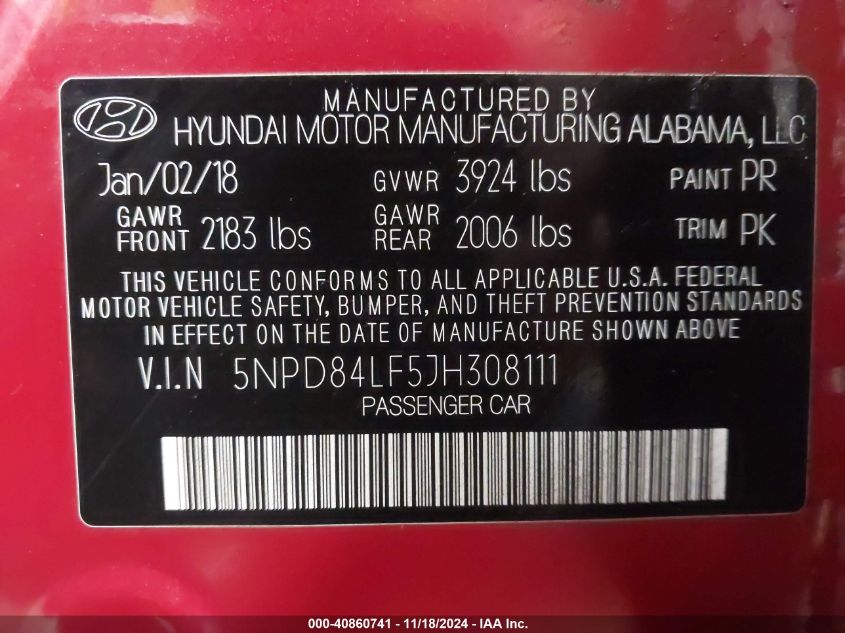 MANUFACTURED BY
HYUNDAI MOTOR MANUFACTURING ALABAMA, LLC
Jan/02/18 GVWR 3924 lbs PAINT PR
GAWR FRONT 2183 lbs GAWR REAR 2006 lbs TRIM PK
THIS VEHICLE CONFORMS TO ALL APPLICABLE U.S.A. FEDERAL
MOTOR VEHICLE SAFETY, BUMPER, AND THEFT PREVENTION STANDARDS
IN EFFECT ON THE DATE OF MANUFACTURE SHOWN ABOVE
V.I.N 5NPD84LF5JH308111
PASSENGER CAR
000-40860741 - 11/18/2024 - IAA Inc.